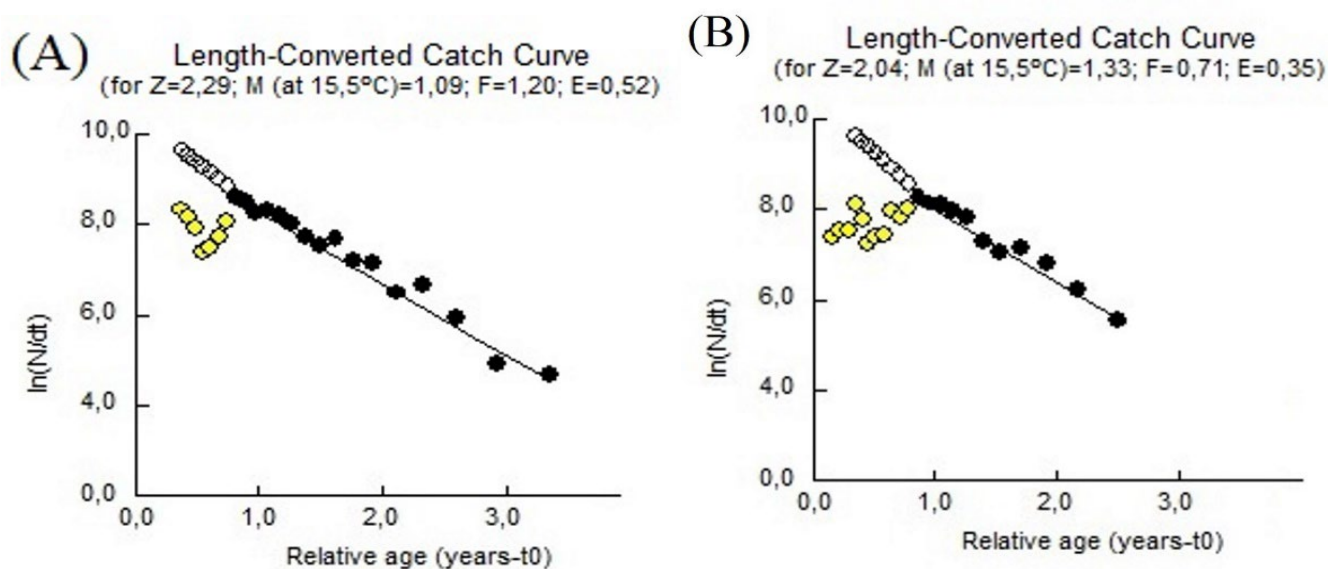 (A)
Length-Converted Catch Curve
(for Z=2,29; M (at 15,5ºC)=1,09; F=1,20; E=0,52)
10,0
8,0
6,0
4,0
0,0
ln(N/dt)
0,0 1,0 2,0 3,0
Relative age (years-t0)
(B)
Length-Converted Catch Curve
(for Z=2,04; M (at 15,5ºC)=1,33; F=0,71; E=0,35)
10,0
8,0
6,0
4,0
0,0
ln(N/dt)
0,0 1,0 2,0 3,0
Relative age (years-t0)